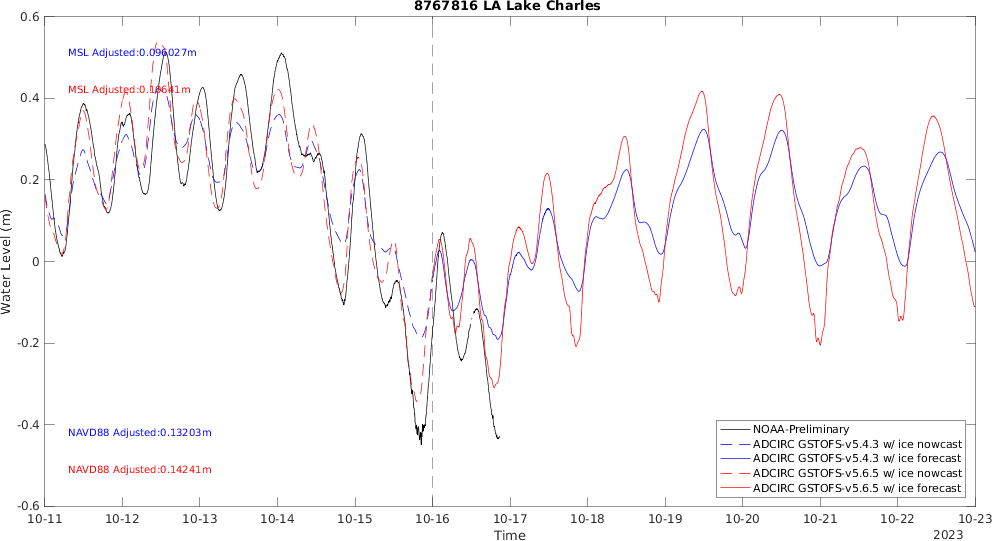 8767816 LA Lake Charles
0.6
0.4
0.2
0
-0.2
-0.4
-0.6
Water Level (m)
MSL Adjusted:0.096027m
MSL Adjusted:0.10641m
NAVD88 Adjusted:0.13203m
NAVD88 Adjusted:0.14241m
NOAA-Preliminary
ADCIRC GSTOFS-v5.4.3 w/ ice nowcast
ADCIRC GSTOFS-v5.4.3 w/ ice forecast
ADCIRC GSTOFS-v5.6.5 w/ ice nowcast
ADCIRC GSTOFS-v5.6.5 w/ ice forecast
10-11 10-12 10-13 10-14 10-15 10-16 10-17 10-18 10-19 10-20 10-21 10-22 10-23
Time
2023